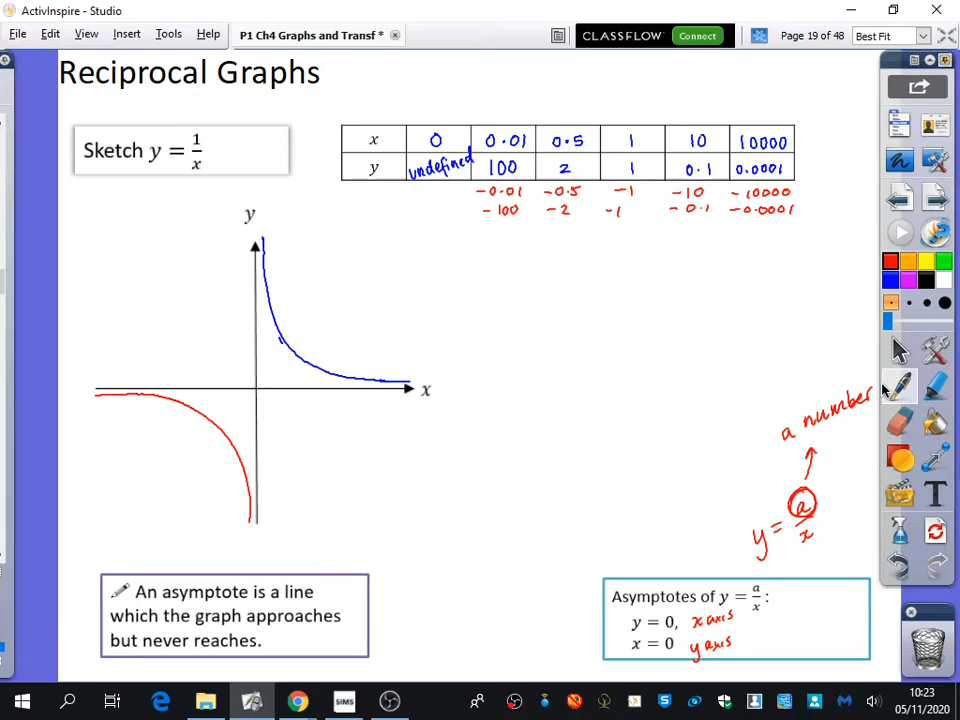 ActivInspire - Studio
File Edit View Insert Tools Help
P1 Ch4 Graphs and Transf *
CLASSFLOW Connect
Page 19 of 48
Best Fit
Reciprocal Graphs
Sketch y = 1/x
x 0 0.01 0.5 1 10 10000
y undefined 100 2 1 0.1 0.0001
-0.01 -0.5 -1 -10 -10000
-100 -2 -1 -0.1 -0.0001
y
x
a number
y = a/x
An asymptote is a line
which the graph approaches
but never reaches.
Asymptotes of y = a/x :
y = 0, x axis
x = 0 y axis
SIMS
10:23
05/11/2020